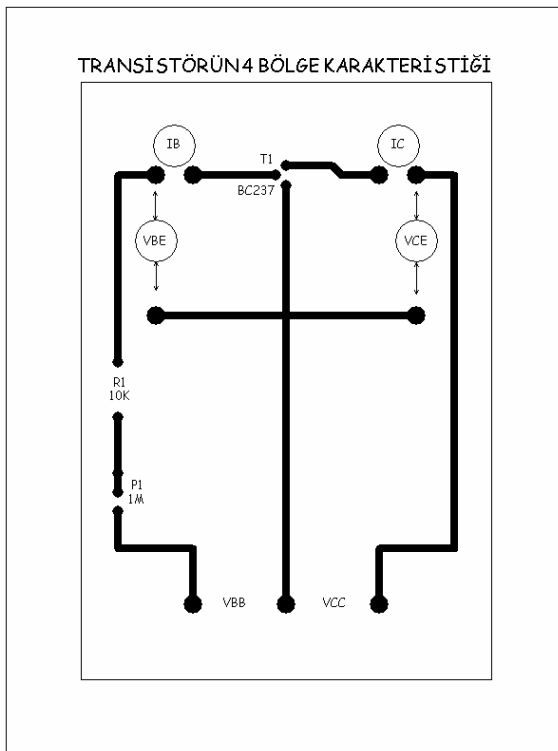 TRANSİSTÖRÜN 4 BÖLGE KARAKTERİSTİĞİ
IB
T1
IC
BC237
VBE
VCE
R1
10K
P1
1M
VBB
VCC